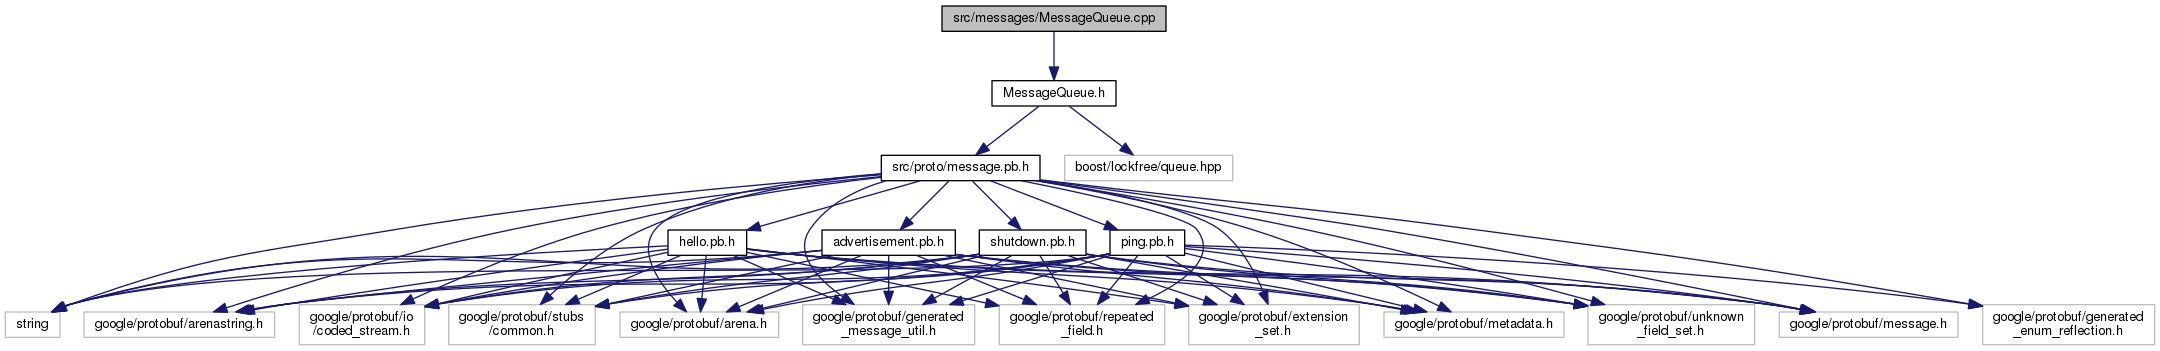 src/messages/MessageQueue.cpp
MessageQueue.h
src/proto/message.pb.h
boost/lockfree/queue.hpp
hello.pb.h
advertisement.pb.h
shutdown.pb.h
ping.pb.h
string
google/protobuf/arenastring.h
google/protobuf/io
/coded_stream.h
google/protobuf/stubs
/common.h
google/protobuf/arena.h
google/protobuf/generated
_message_util.h
google/protobuf/repeated
_field.h
google/protobuf/extension
_set.h
google/protobuf/metadata.h
google/protobuf/unknown
_field_set.h
google/protobuf/message.h
google/protobuf/generated
_enum_reflection.h